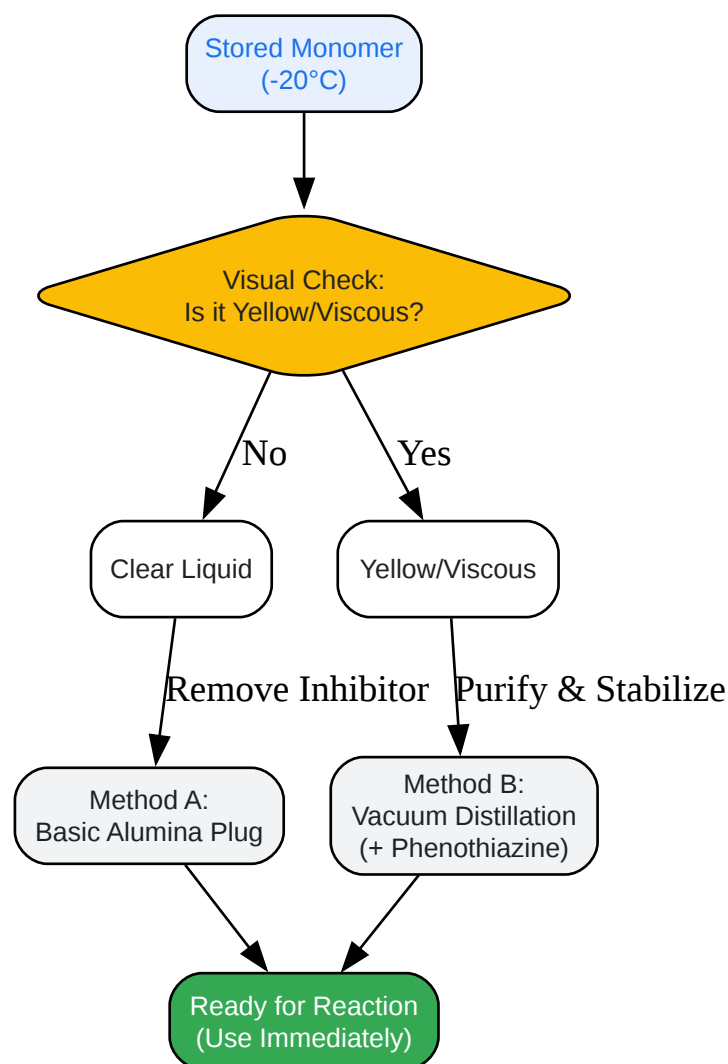 Stored Monomer
(-20°C)
Visual Check:
Is it Yellow/Viscous?
No
Yes
Clear Liquid
Yellow/Viscous
Remove Inhibitor
Purify & Stabilize
Method A:
Basic Alumina Plug
Method B:
Vacuum Distillation
(+ Phenothiazine)
Ready for Reaction
(Use Immediately)